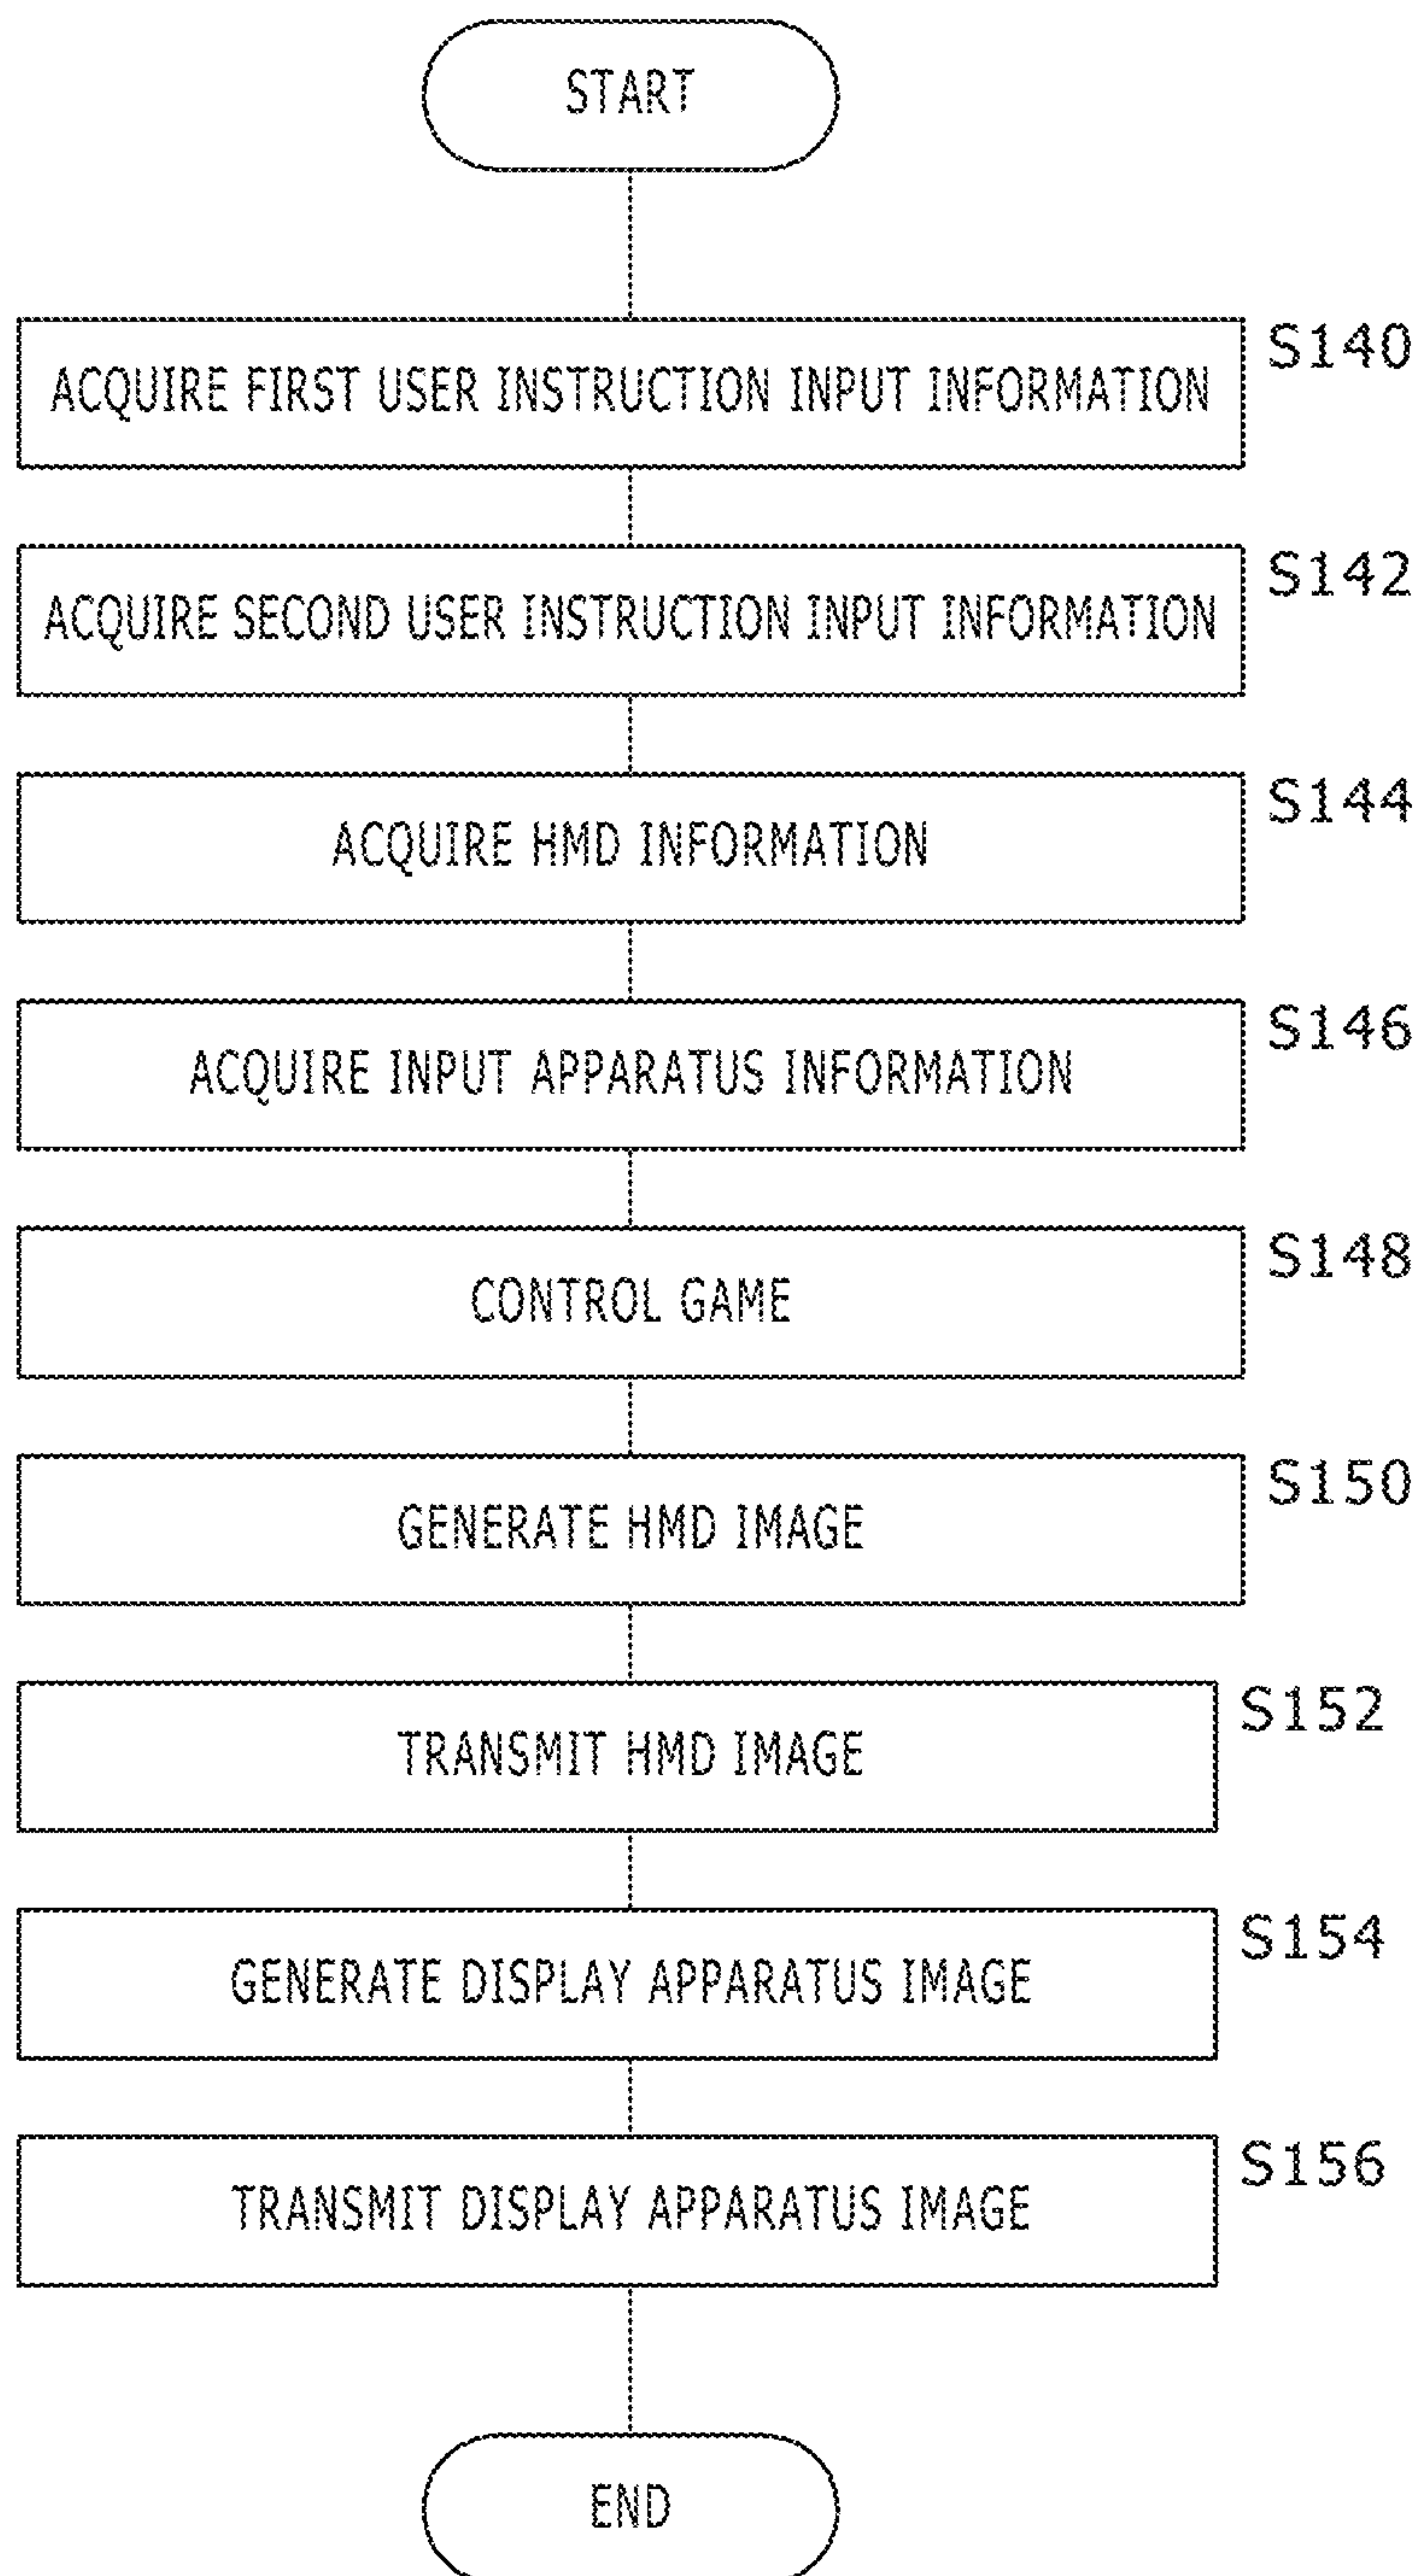 START
S140
ACQUIRE FIRST USER INSTRUCTION INPUT INFORMATION
S142
ACQUIRE SECOND USER INSTRUCTION INPUT INFORMATION
S144
ACQUIRE HMD INFORMATION
S146
ACQUIRE INPUT APPARATUS INFORMATION
S148
CONTROL GAME
S150
GENERATE HMD IMAGE
S152
TRANSMIT HMD IMAGE
S154
GENERATE DISPLAY APPARATUS IMAGE
S156
TRANSMIT DISPLAY APPARATUS IMAGE
END